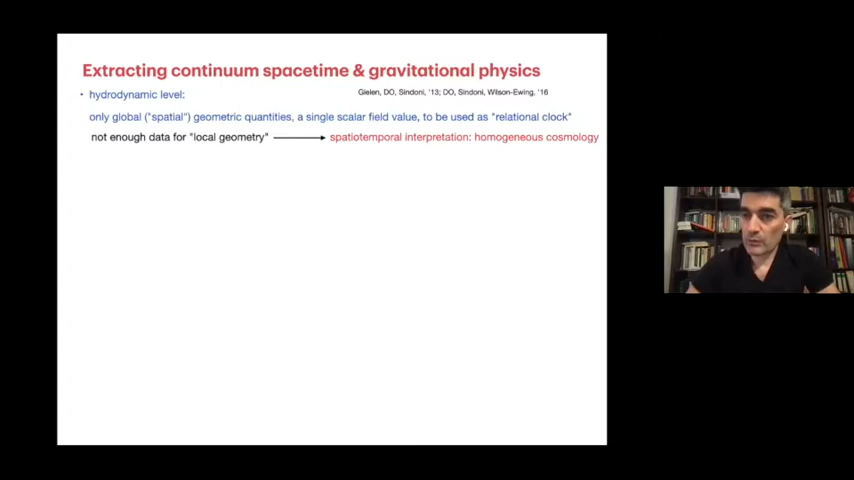 Extracting continuum spacetime & gravitational physics
• hydrodynamic level:
Gielen, DO, Sindoni, '13; DO, Sindoni, Wilson-Ewing, '16
only global ("spatial") geometric quantities, a single scalar field value, to be used as "relational clock"
not enough data for "local geometry" → spatiotemporal interpretation: homogeneous cosmology